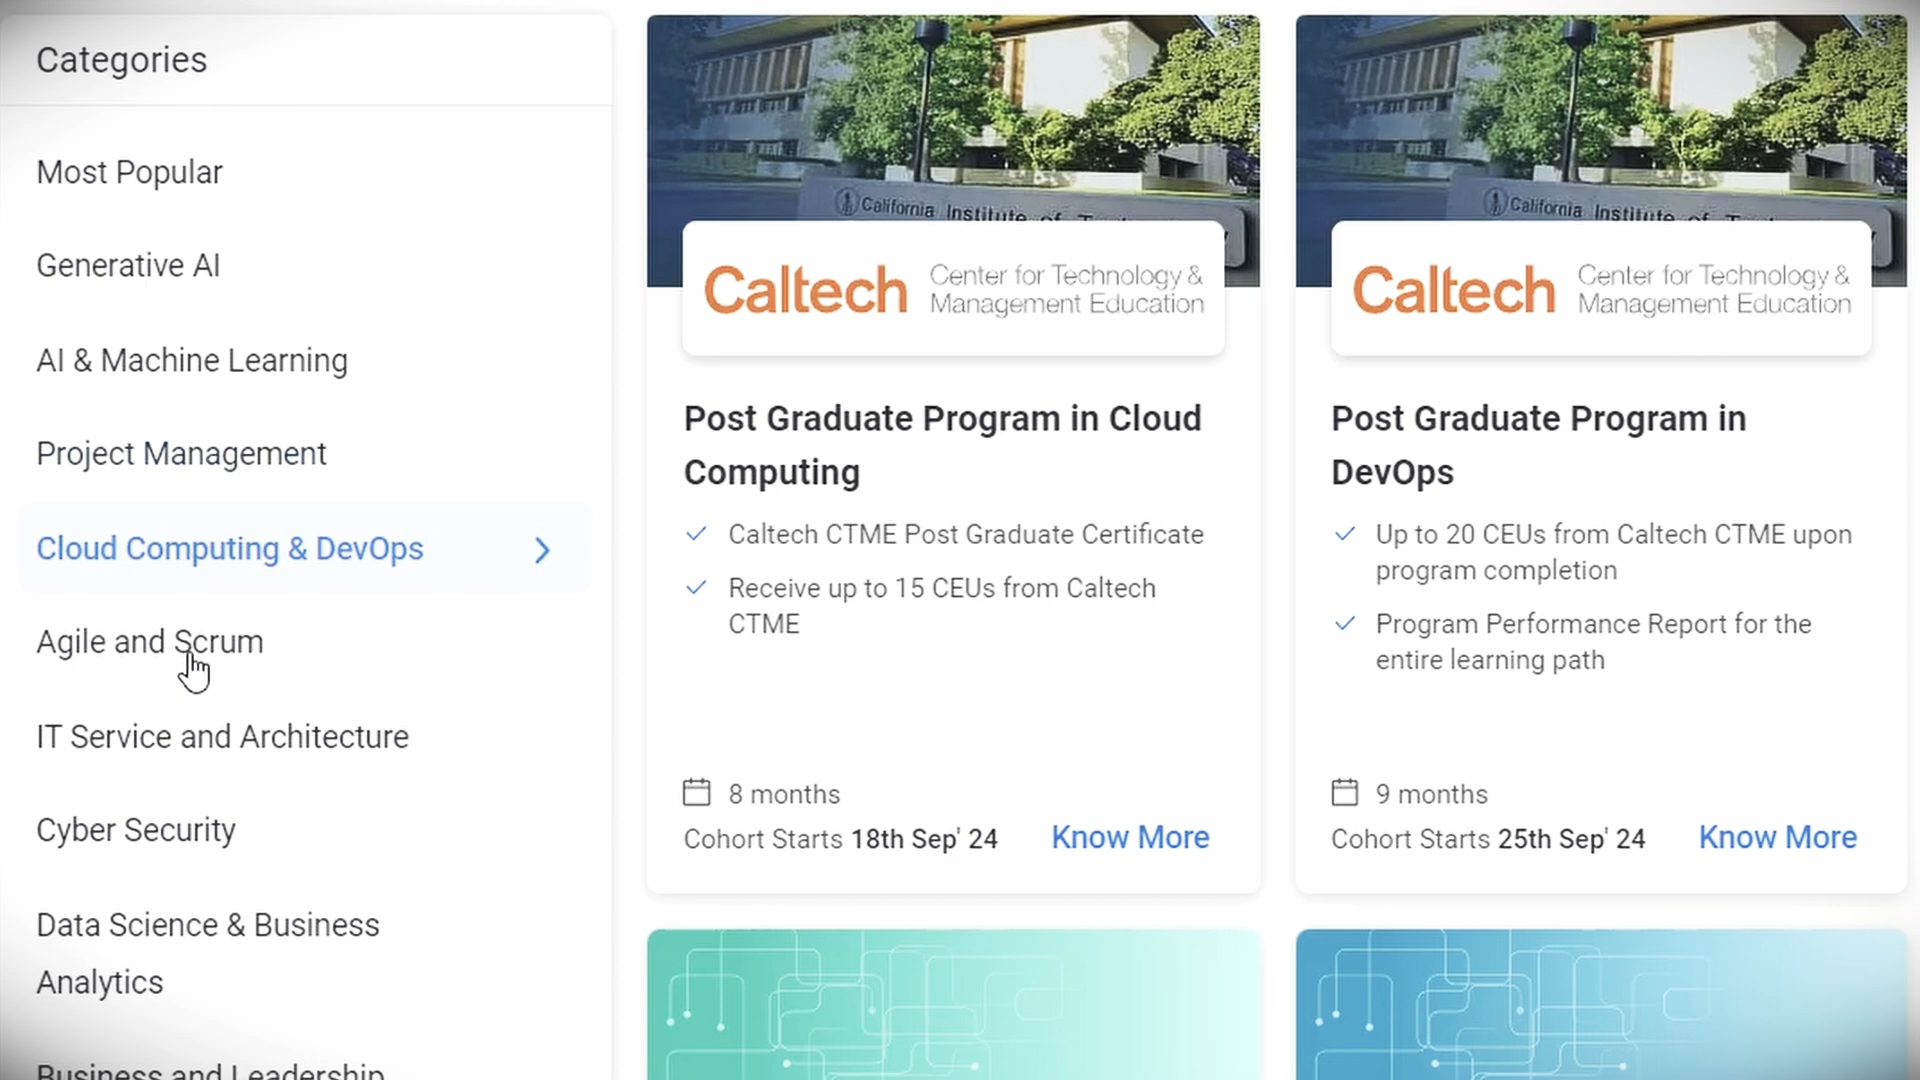 Categories
Most Popular
Generative AI
AI & Machine Learning
Project Management
Cloud Computing & DevOps
Agile and Scrum
IT Service and Architecture
Cyber Security
Data Science & Business
Analytics
Business and Leadership
California Institute of
Caltech
Center for Technology &
Management Education
Post Graduate Program in Cloud
Computing
Caltech CTME Post Graduate Certificate
Receive up to 15 CEUs from Caltech
CTME
8 months
Cohort Starts 18th Sep' 24
Know More
California Institute of
Caltech
Center for Technology &
Management Education
Post Graduate Program in
DevOps
Up to 20 CEUs from Caltech CTME upon
program completion
Program Performance Report for the
entire learning path
9 months
Cohort Starts 25th Sep' 24
Know More